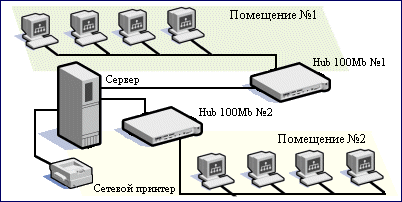 Помещение №1
Hub 100Mb №1
Сервер
Hub 100Mb №2
Помещение №2
Сетевой принтер